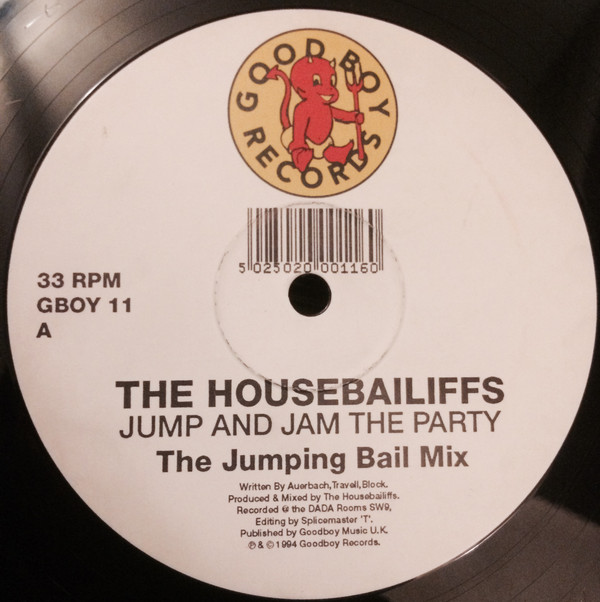 GOOD BOY
RECORDS
5 025020 001160
33 RPM
GBOY 11
A
THE HOUSEBAILIFFS
JUMP AND JAM THE PARTY
The Jumping Bail Mix
Written By Auerbach,Travell,Block.
Produced & Mixed by The Housebailiffs.
Recorded @ the DADA Rooms SW9,
Editing by Splicemaster 'T'.
Published by Goodboy Music U.K.
℗ & © 1994 Goodboy Records.